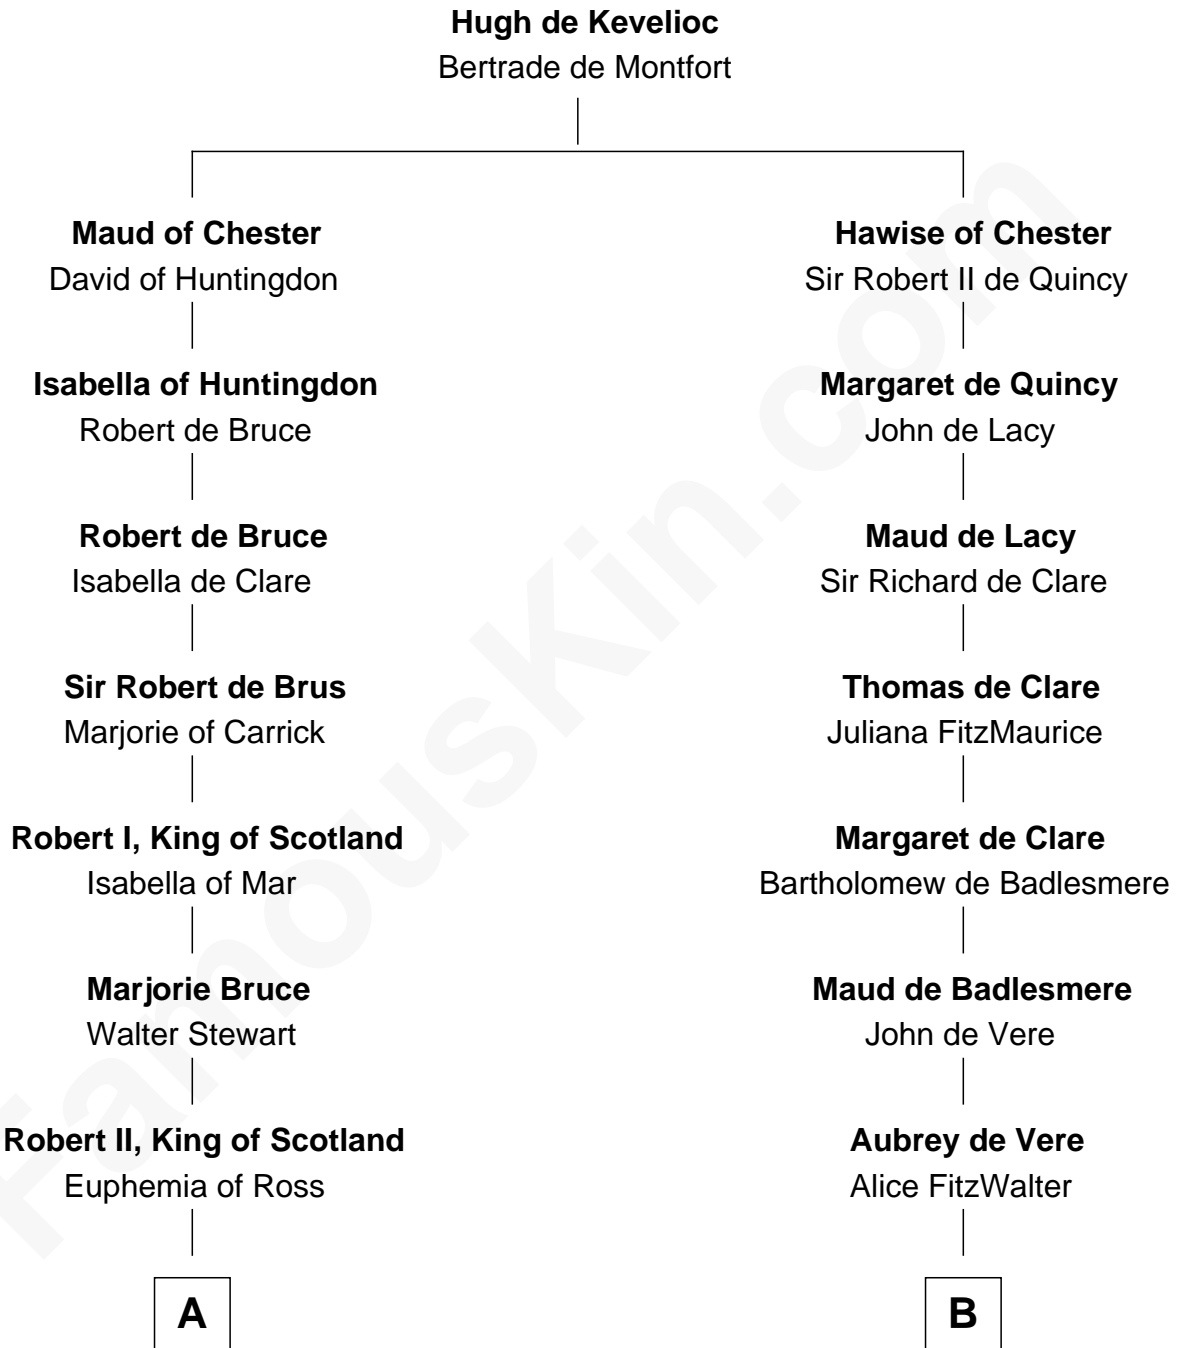 Hugh de Kevelioc
Bertrade de Montfort
Maud of Chester
David of Huntingdon
Hawise of Chester
Sir Robert II de Quincy
Isabella of Huntingdon
Robert de Bruce
Margaret de Quincy
John de Lacy
Robert de Bruce
Isabella de Clare
Maud de Lacy
Sir Richard de Clare
Sir Robert de Brus
Marjorie of Carrick
Thomas de Clare
Juliana FitzMaurice
Robert I, King of Scotland
Isabella of Mar
Margaret de Clare
Bartholomew de Badlesmere
Marjorie Bruce
Walter Stewart
Maud de Badlesmere
John de Vere
Robert II, King of Scotland
Euphemia of Ross
Aubrey de Vere
Alice FitzWalter
A
B
FamousKin.com